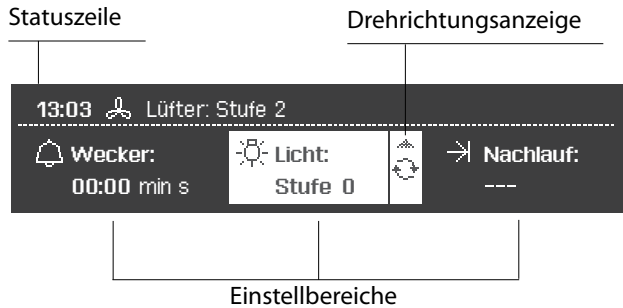 Statuszeile
Drehrichtungsanzeige
13:03 Lüfter: Stufe 2
Wecker: Licht: Nachlauf:
00:00 min s Stufe 0 ---
Einstellbereiche